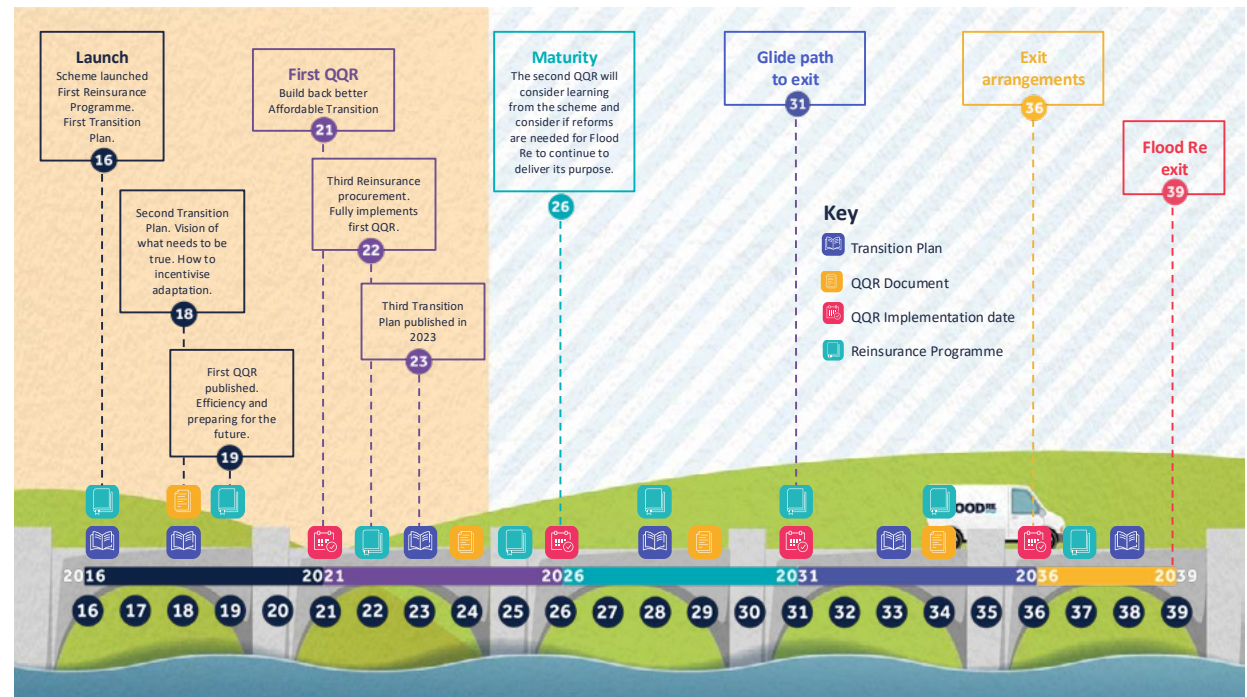 Launch
Scheme launched
First Reinsurance
Programme.
First Transition
Plan.
16
Second Transition
Plan. Vision of
what needs to be
true. How to
incentivise
adaptation.
18
First QQR
published.
Efficiency and
preparing for the
future.
19
First QQR
Build back better
Affordable Transition
21
Third Reinsurance
procurement.
Fully implements
first QQR.
22
Third Transition
Plan published in
2023
23
Maturity
The second QQR will
consider learning
from the scheme and
consider if reforms
are needed for Flood
Re to continue to
deliver its purpose.
26
Glide path
to exit
31
Exit
arrangements
36
Flood Re
exit
39
Key
Transition Plan
QQR Document
QQR Implementation date
Reinsurance Programme
OODRE
2016 2021 2026 2031 2036 2039
16 17 18 19 20 21 22 23 24 25 26 27 28 29 30 31 32 33 34 35 36 37 38 39